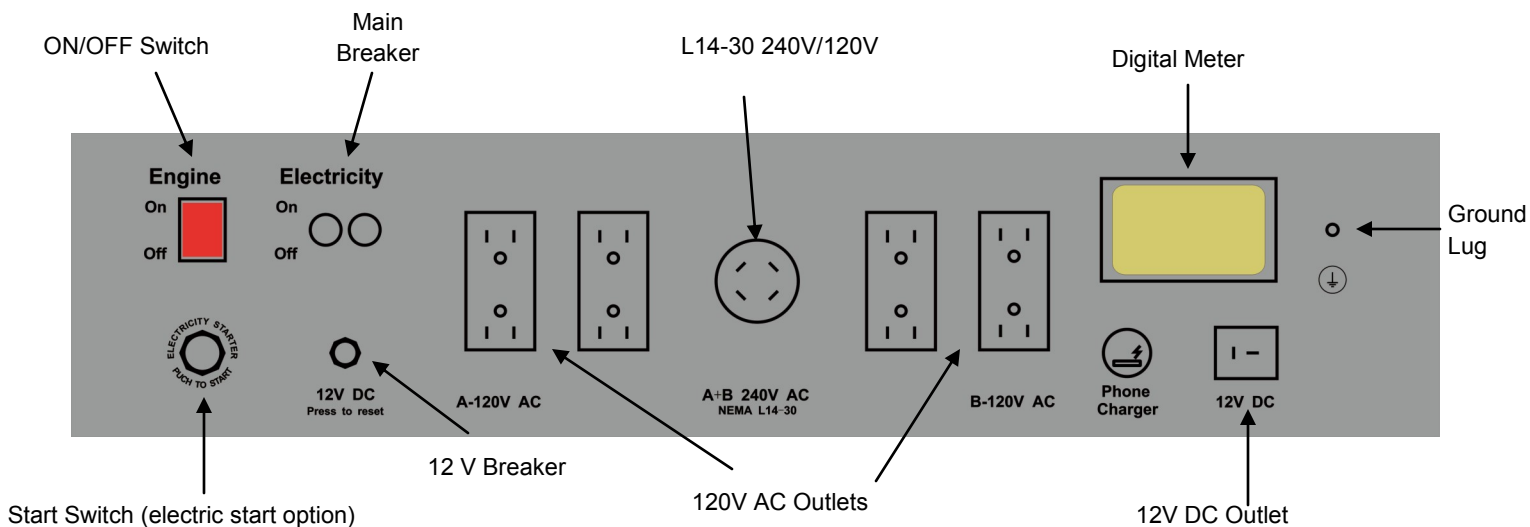 Main
Breaker
ON/OFF Switch
L14-30 240V/120V
Digital Meter
Engine
On
Off
Electricity
On
Off
Ground
Lug
ELECTRICITY STARTER
PUCH TO START
12V DC
Press to reset
A-120V AC
A+B 240V AC
NEMA L14-30
B-120V AC
Phone
Charger
12V DC
12 V Breaker
120V AC Outlets
Start Switch (electric start option)
12V DC Outlet